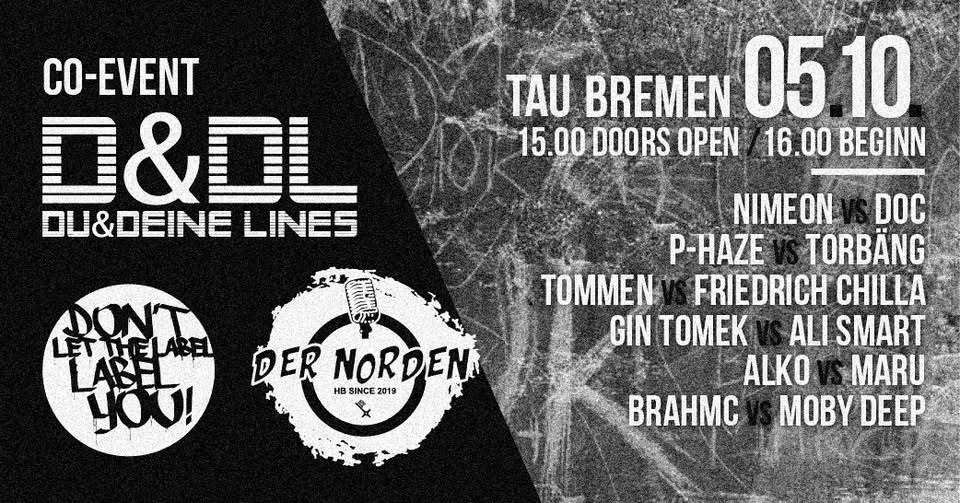 CO-EVENT
D&DL
DU&DEINE LINES
DON'T
LET THE LABEL
LABEL
YOU!
DER NORDEN
HB SINCE 2019
TAU BREMEN 05.10.
15.00 DOORS OPEN / 16.00 BEGINN
NIMEON VS DOC
P-HAZE VS TORBÄNG
TOMMEN VS FRIEDRICH CHILLA
GIN TOMEK VS ALI SMART
ALKO VS MARU
BRAHMC VS MOBY DEEP